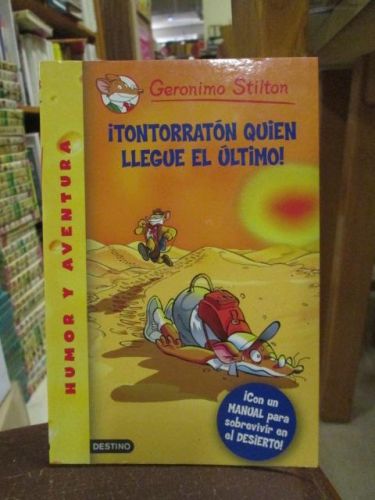 Geronimo Stilton
¡TONTORRATÓN QUIEN
LLEGUE EL ÚLTIMO!
HUMOR Y AVENTURA
¡Con un
MANUAL para
sobrevivir en
el DESIERTO!
DESTINO